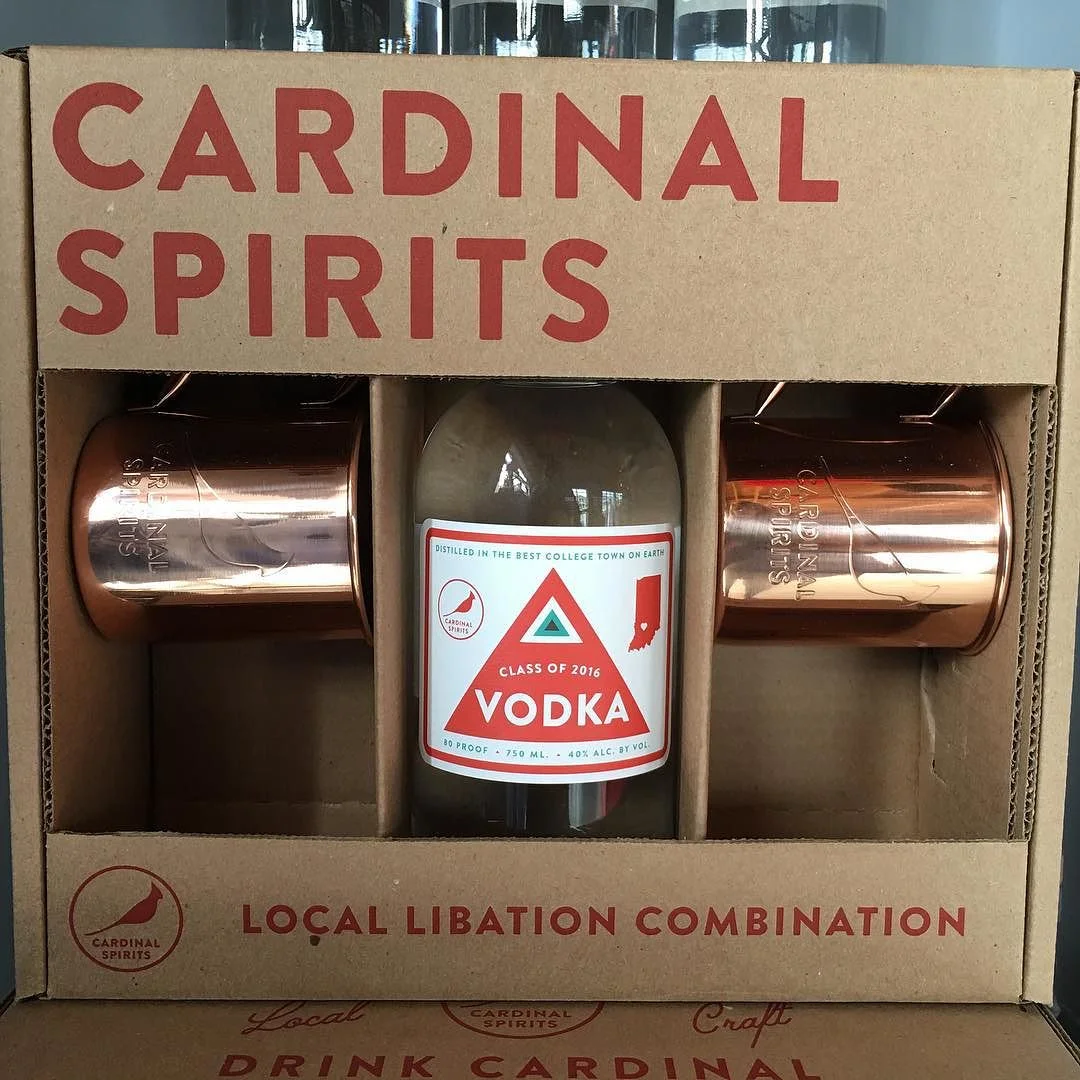 CARDINAL
SPIRITS
CARDINAL
SPIRITS
DISTILLED IN THE BEST COLLEGE TOWN ON EARTH
CARDINAL
SPIRITS
CLASS OF 2016
VODKA
80 PROOF • 750 ML. • 40% ALC. BY VOL.
CARDINAL
SPIRITS
CARDINAL
SPIRITS
LOCAL LIBATION COMBINATION
Local
CARDINAL
SPIRITS
Craft
DRINK CARDINAL